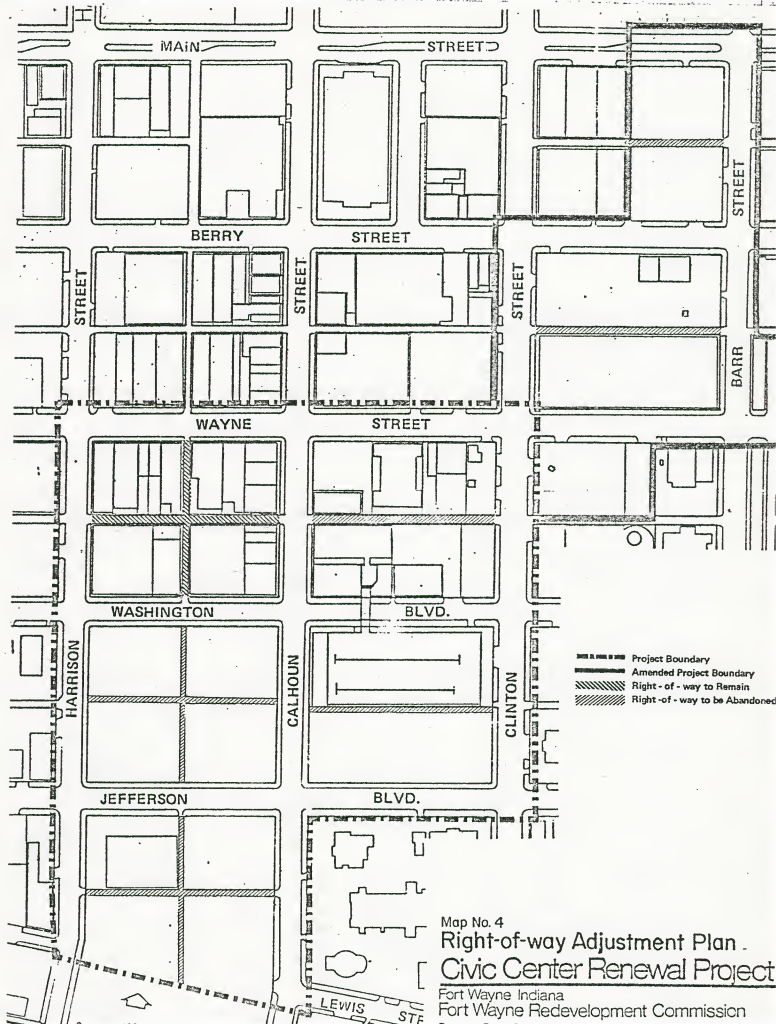 MAIN STREET
STREET
BERRY STREET
STREET
STREET
STREET
BARR
WAYNE STREET
WASHINGTON BLVD.
HARRISON
CALHOUN
CLINTON
Project Boundary
Amended Project Boundary
Right-of-way to Remain
Right-of-way to be Abandoned
JEFFERSON BLVD.
Map No. 4
Right-of-way Adjustment Plan
Civic Center Renewal Project
Fort Wayne Indiana
Fort Wayne Redevelopment Commission
LEWIS STR